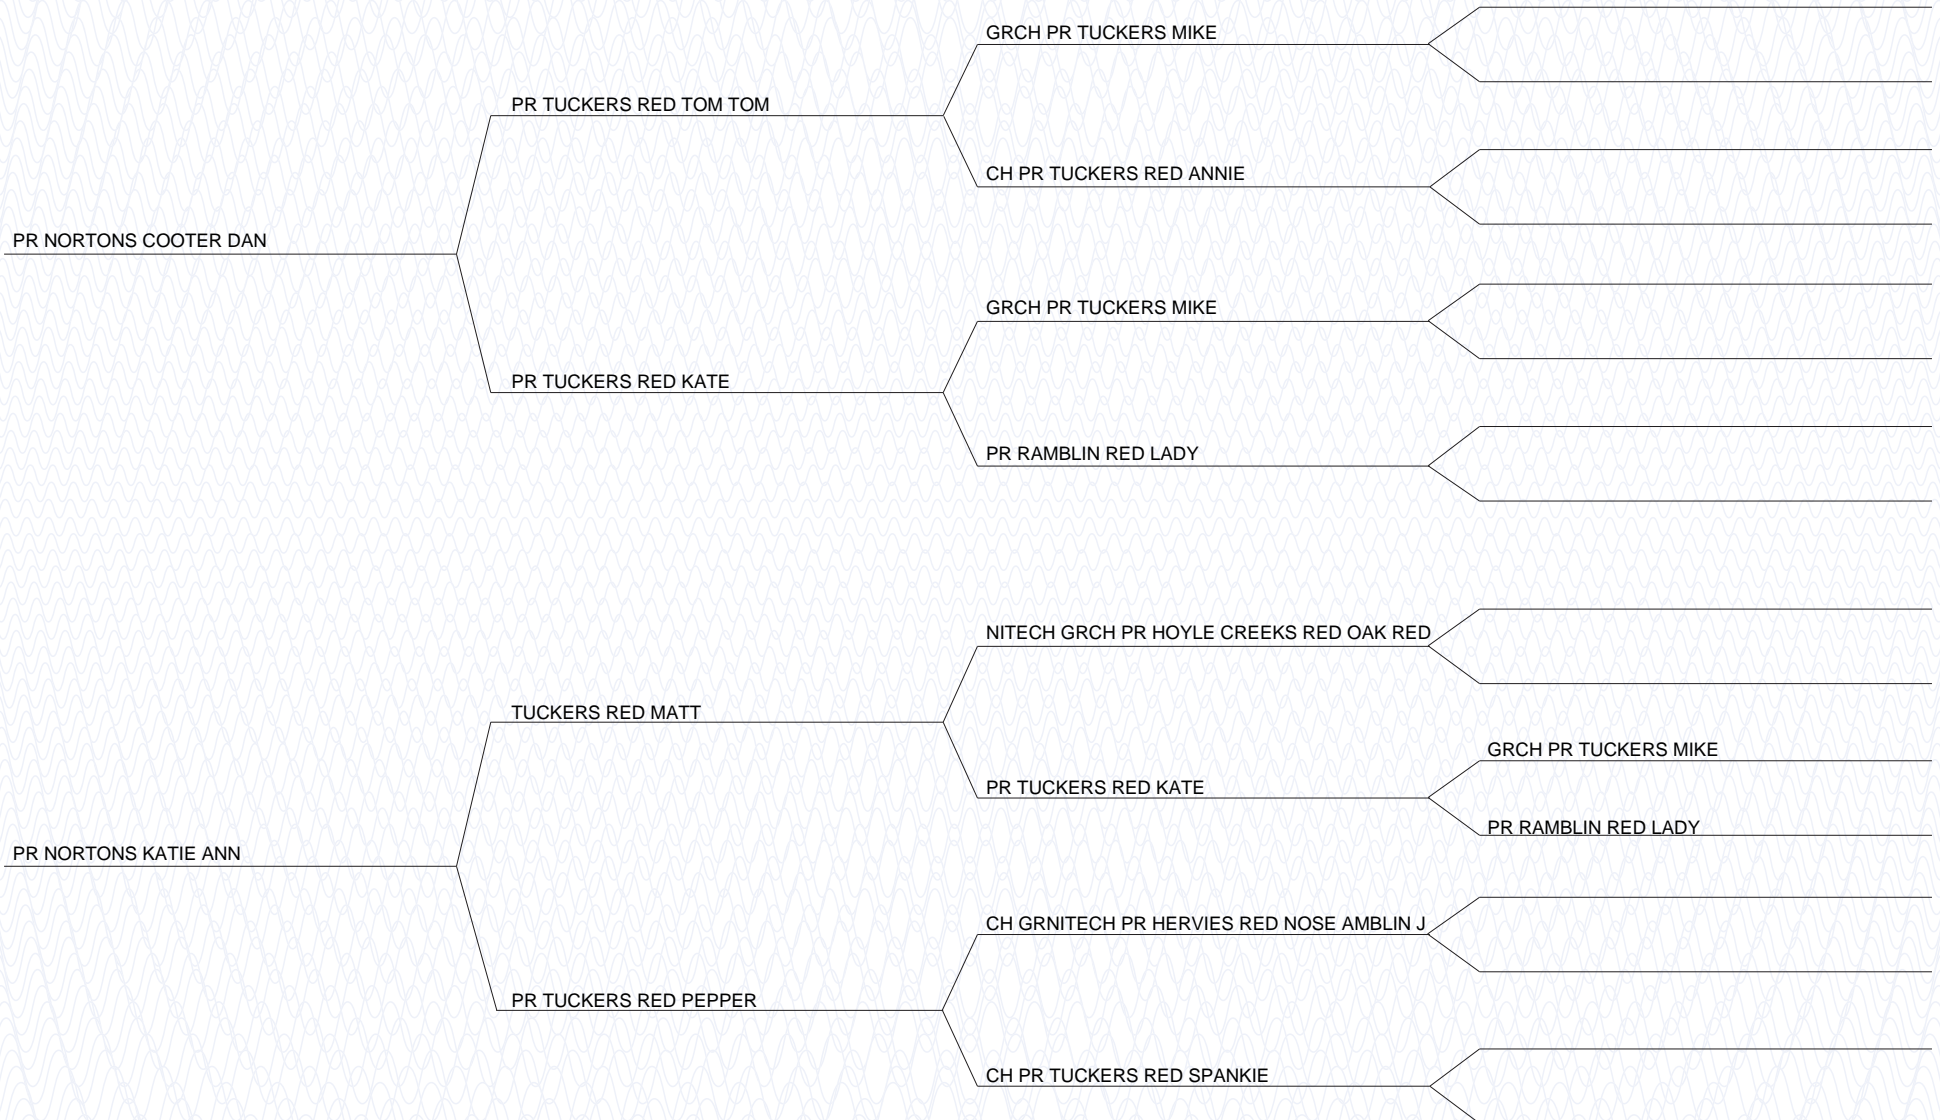 GRCH PR TUCKERS MIKE
PR TUCKERS RED TOM TOM
CH PR TUCKERS RED ANNIE
PR NORTONS COOTER DAN
GRCH PR TUCKERS MIKE
PR TUCKERS RED KATE
PR RAMBLIN RED LADY
NITECH GRCH PR HOYLE CREEKS RED OAK RED
TUCKERS RED MATT
GRCH PR TUCKERS MIKE
PR TUCKERS RED KATE
PR RAMBLIN RED LADY
PR NORTONS KATIE ANN
CH GRNITECH PR HERVIES RED NOSE AMBLIN J
PR TUCKERS RED PEPPER
CH PR TUCKERS RED SPANKIE